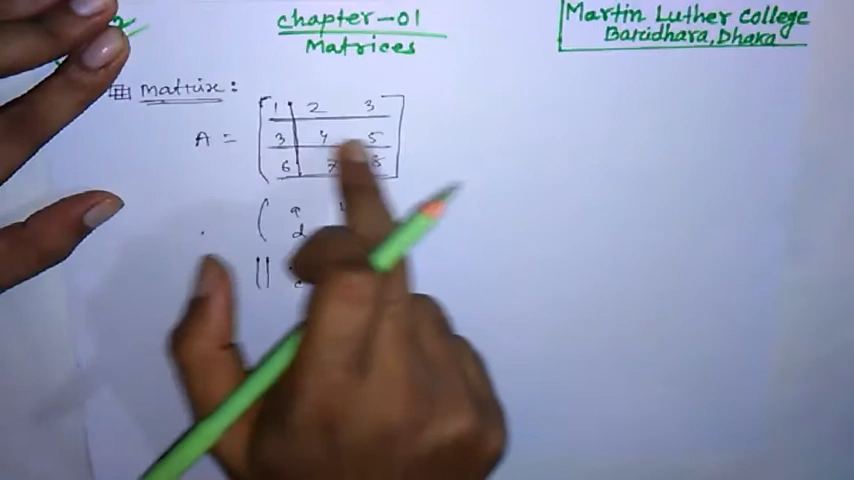 chapter-01
Matrices
Martin Luther College
Baridhara, Dhaka
Matrix:
1 2 3
A = 3 4 5
6 7 8
a
d
c